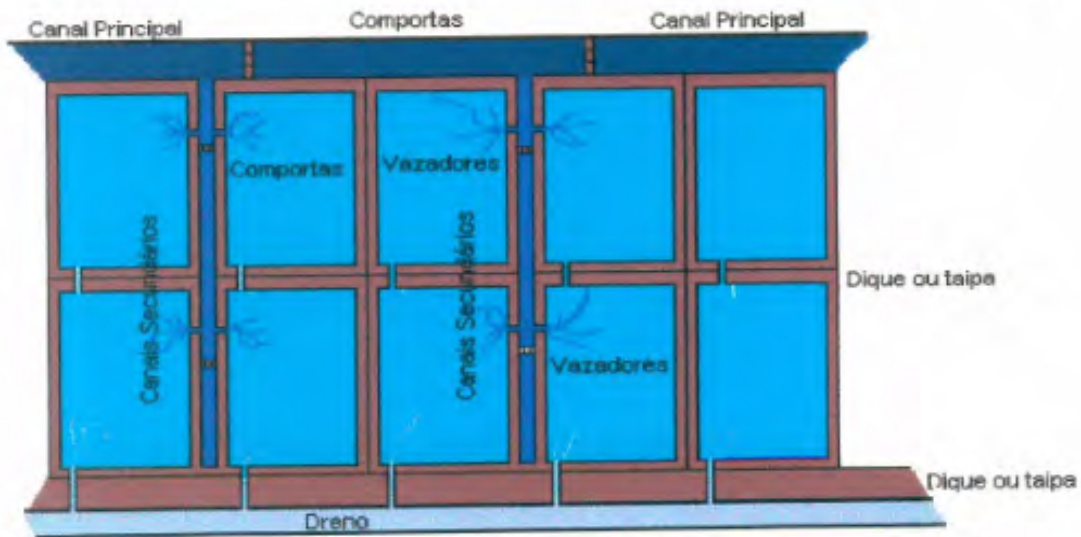 Canal Principal
Comportas
Canal Principal
Comportas
Vazadores
Canais Secundários
Canais Secundários
Dique ou taipa
Vazadores
Dique ou taipa
Dreno